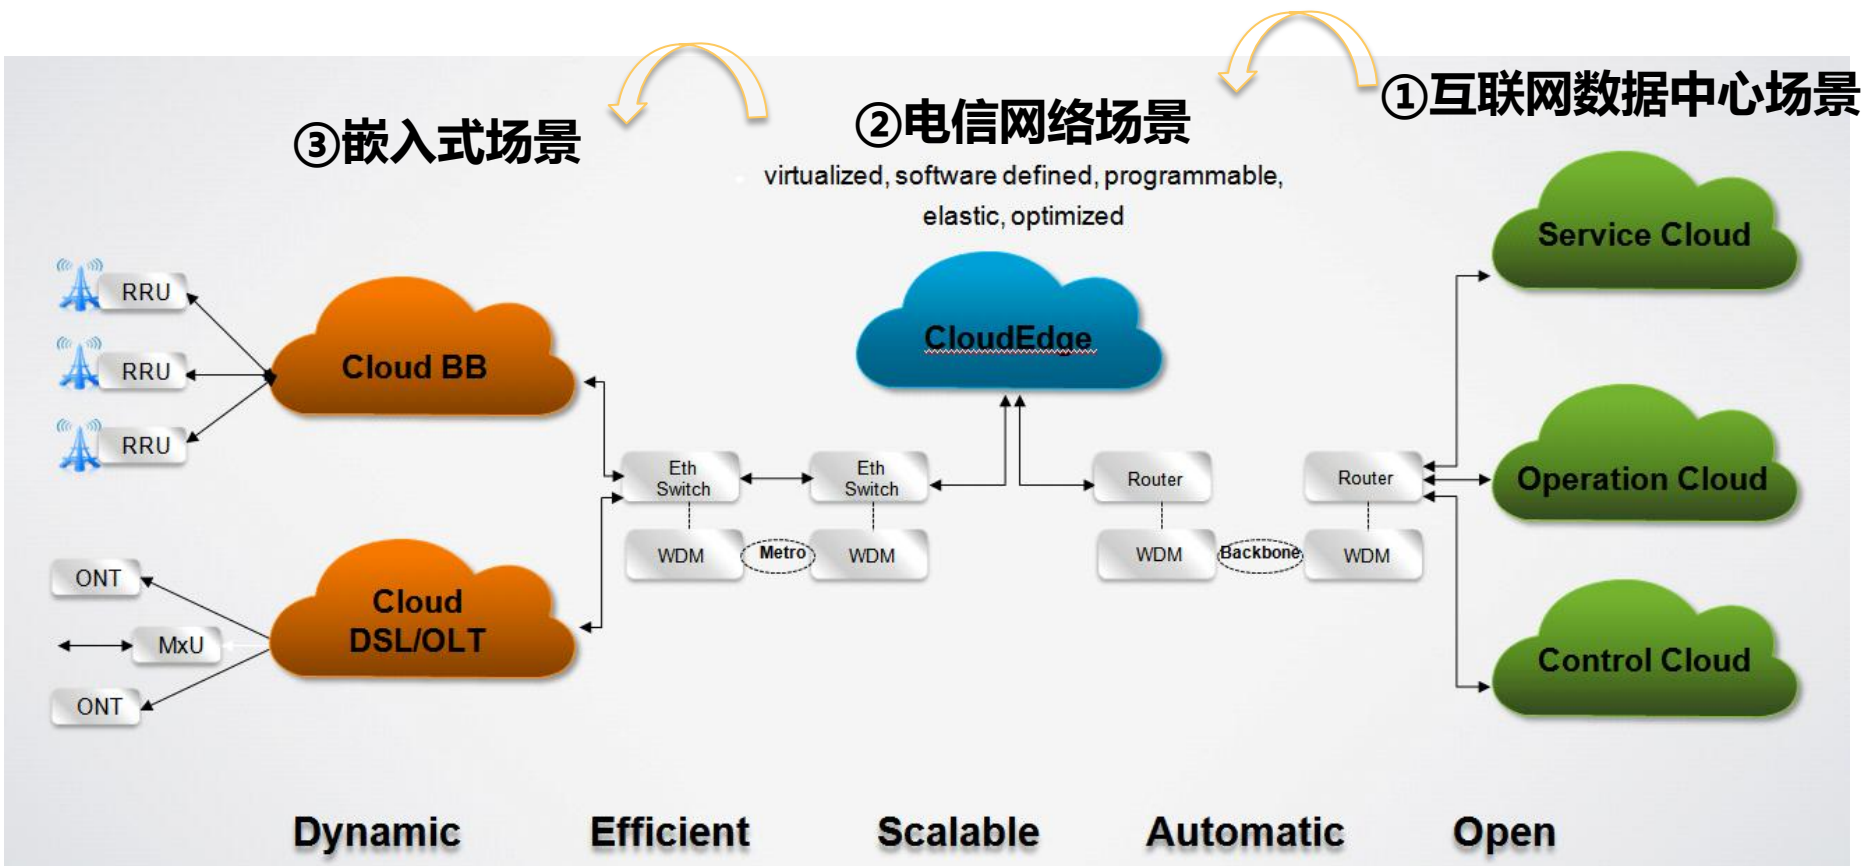 ①互联网数据中心场景
②电信网络场景
③嵌入式场景
virtualized, software defined, programmable,
elastic, optimized
Service Cloud
RRU
RRU
RRU
Cloud BB
CloudEdge
Eth
Switch
Eth
Switch
Router
Router
Operation Cloud
WDM
Metro
WDM
WDM
Backbone
WDM
ONT
MxU
ONT
Cloud
DSL/OLT
Control Cloud
Dynamic
Efficient
Scalable
Automatic
Open